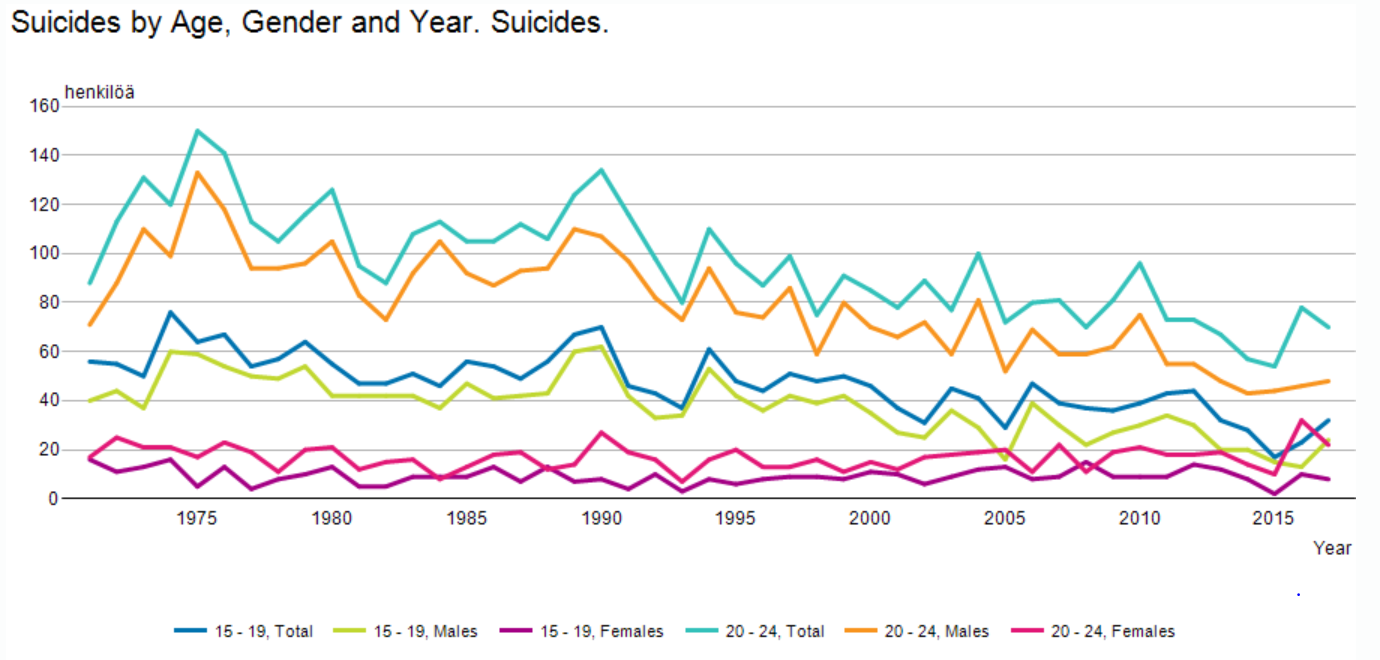 Suicides by Age, Gender and Year. Suicides.
henkilöä
160
140
120
100
80
60
40
20
0
1975 1980 1985 1990 1995 2000 2005 2010 2015
Year
15 - 19, Total 15 - 19, Males 15 - 19, Females 20 - 24, Total 20 - 24, Males 20 - 24, Females